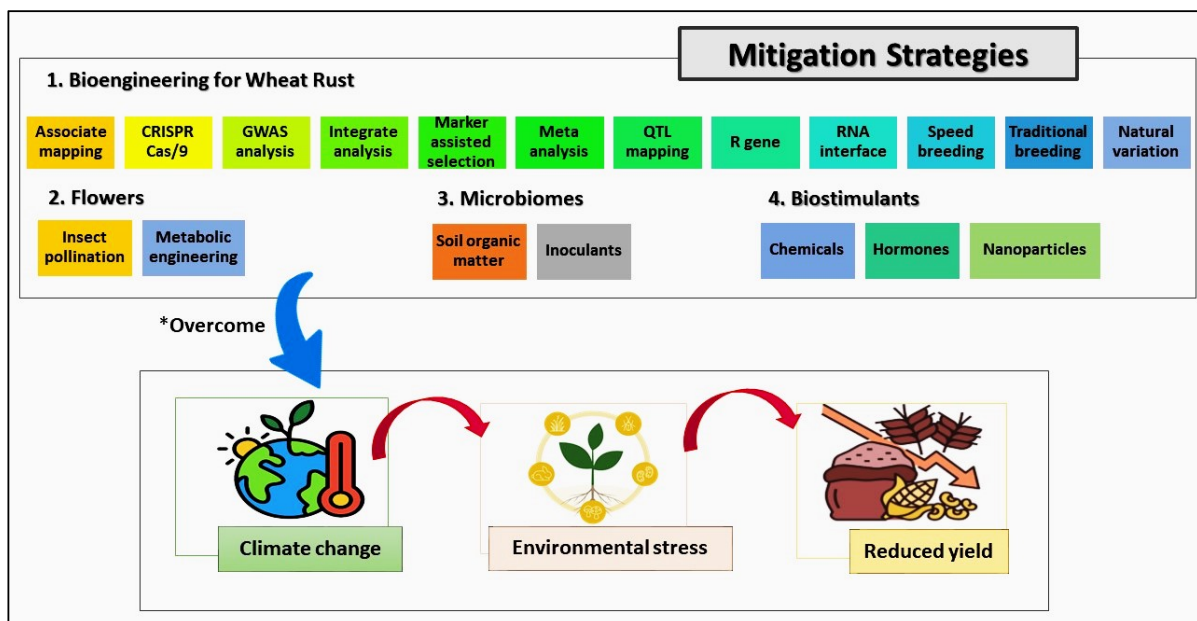 Mitigation Strategies
1. Bioengineering for Wheat Rust
Associate
mapping
CRISPR
Cas/9
GWAS
analysis
Integrate
analysis
Marker
assisted
selection
Meta
analysis
QTL
mapping
R gene
RNA
interface
Speed
breeding
Traditional
breeding
Natural
variation
2. Flowers
Insect
pollination
Metabolic
engineering
3. Microbiomes
Soil organic
matter
Inoculants
4. Biostimulants
Chemicals
Hormones
Nanoparticles
*Overcome
Climate change
Environmental stress
Reduced yield